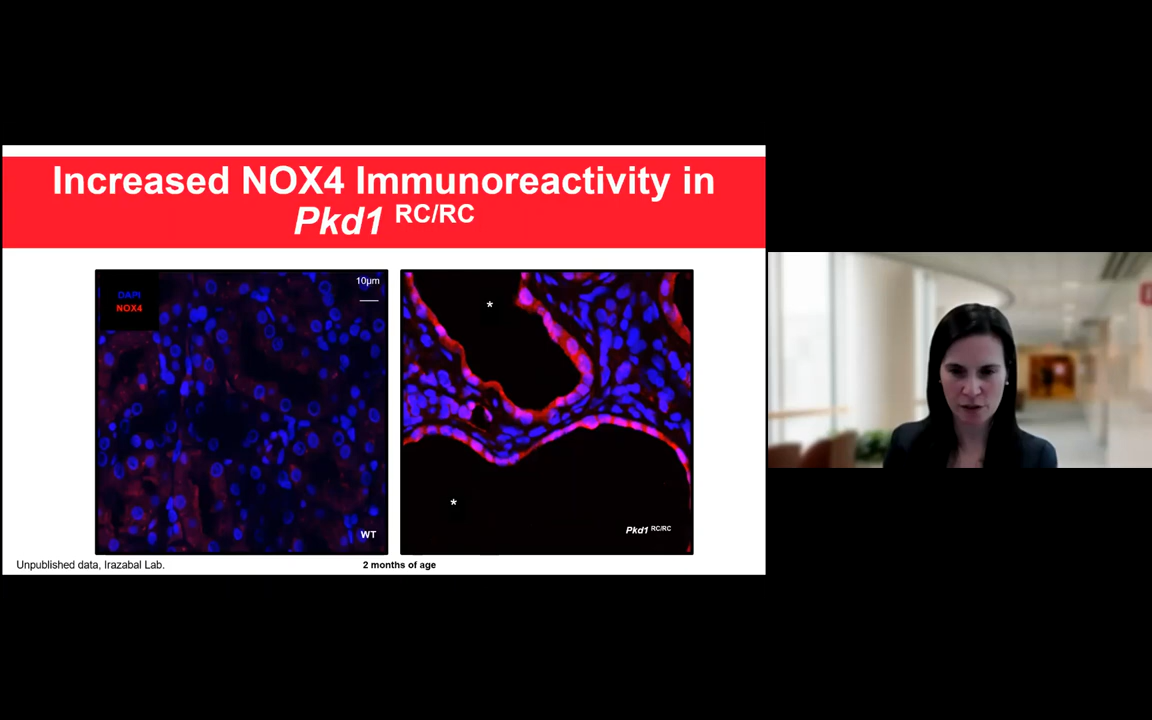 Increased NOX4 Immunoreactivity in
Pkd1 RC/RC
DAPI
NOX4
10µm
WT
*
*
Pkd1 RC/RC
Unpublished data, Irazabal Lab.
2 months of age